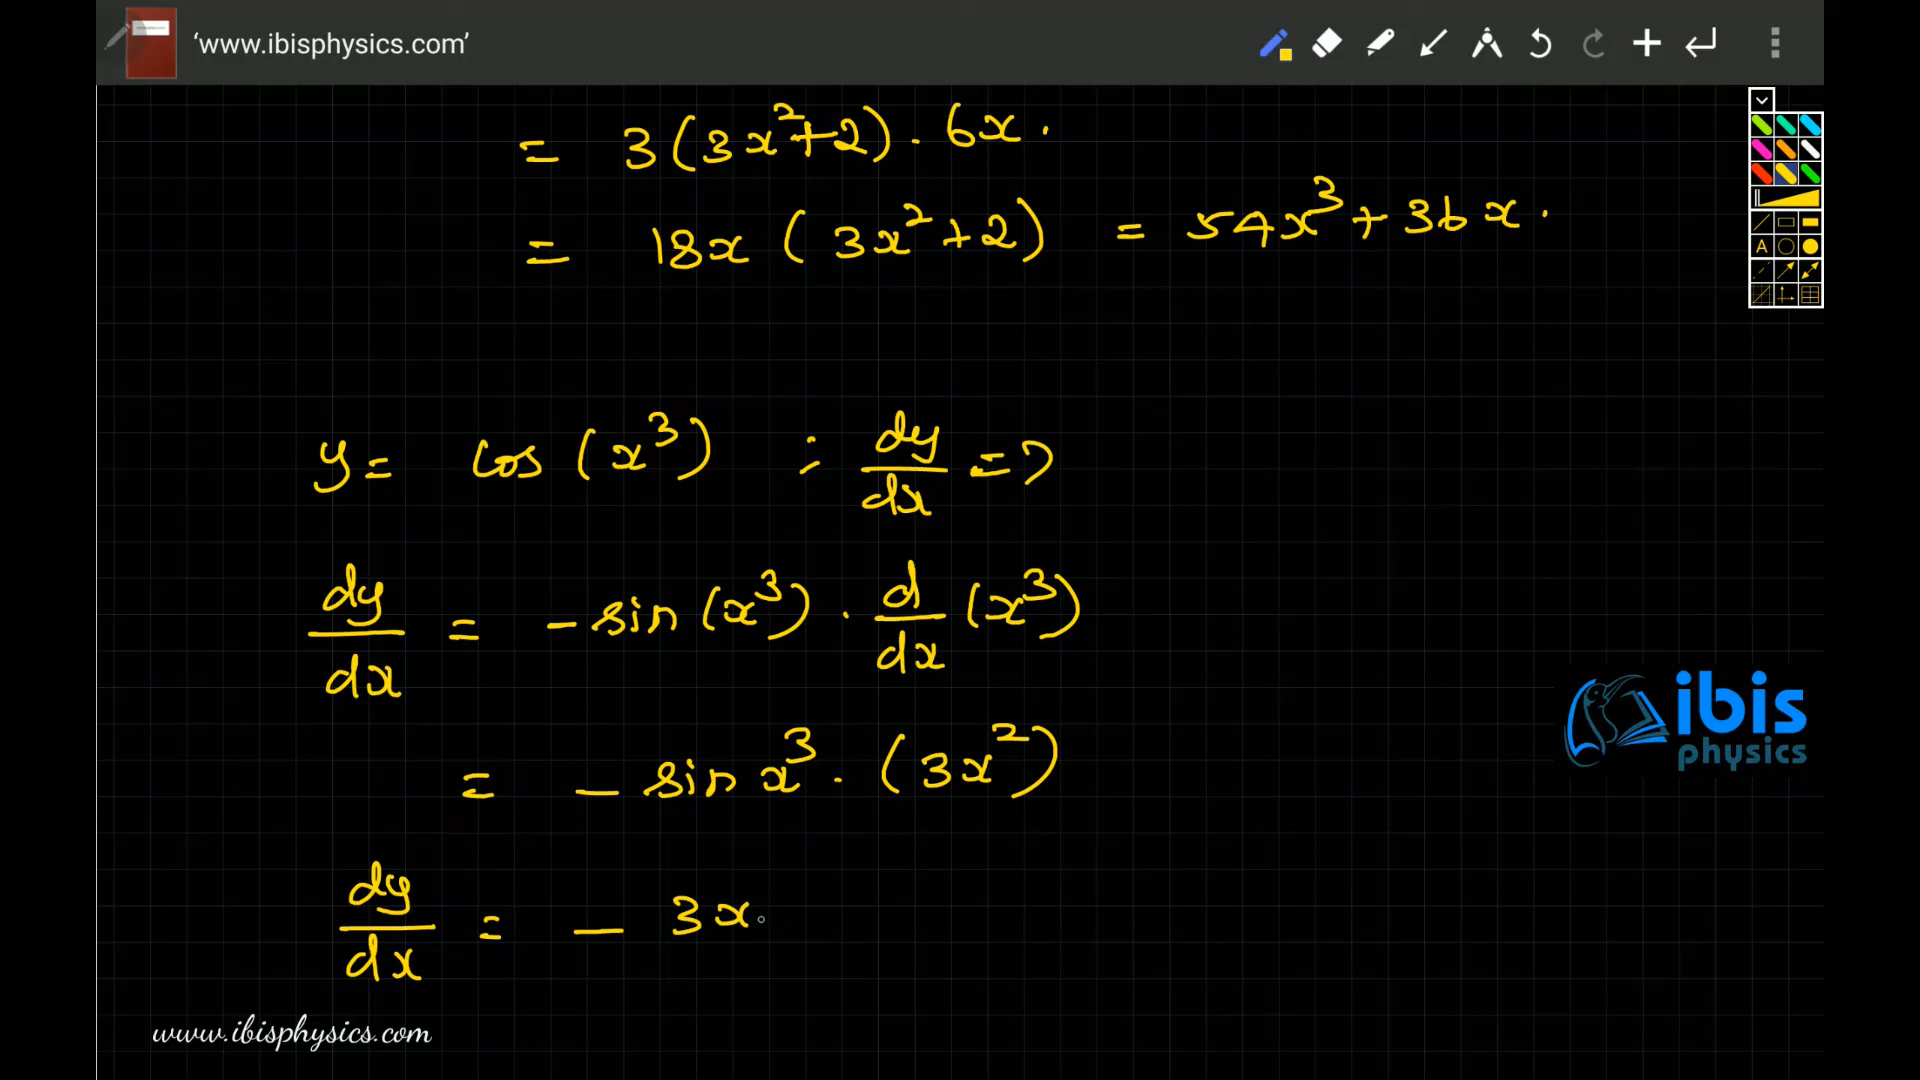 ‘www.ibisphysics.com’
= 3(3x²+2) . 6x .
= 18x (3x²+2) = 54x³+36x .
A
y = cos (x³) ; dy/dx = ?
dy/dx = - sin (x³) . d/dx (x³)
= - sin x³ . (3x²)
ibis
physics
dy/dx = - 3x
www.ibisphysics.com